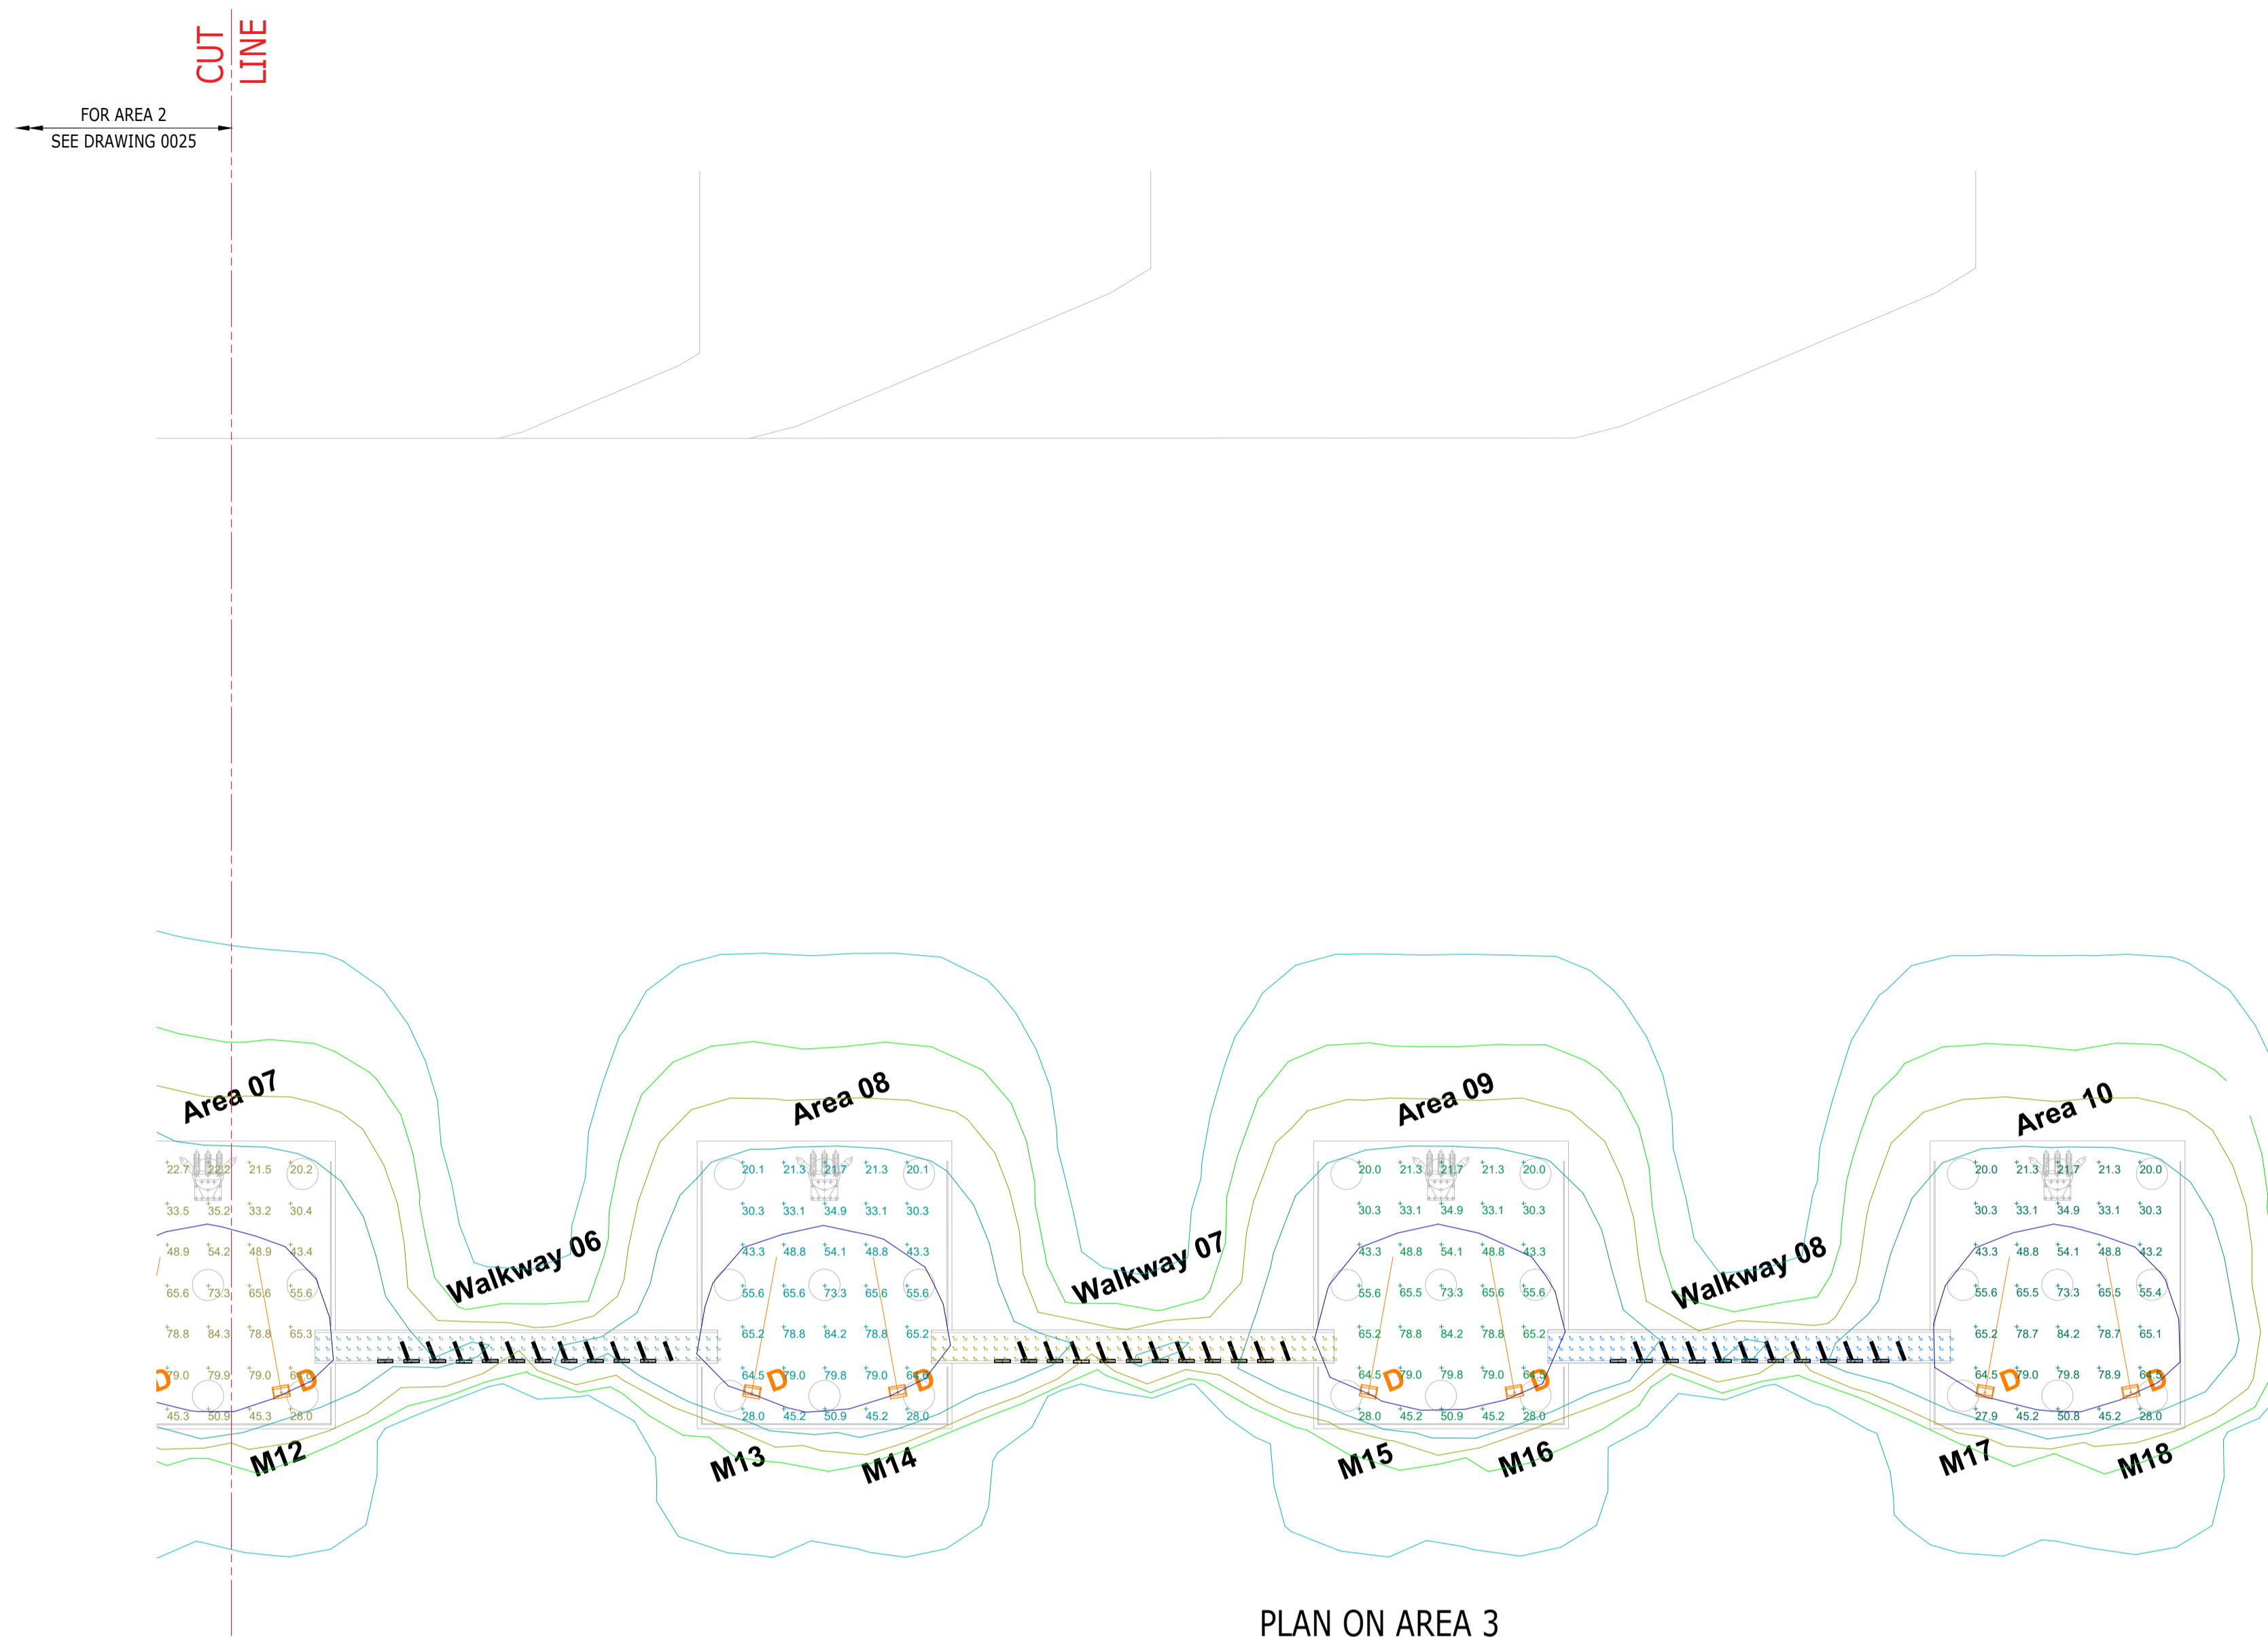 CUT
LINE
FOR AREA 2
SEE DRAWING 0025
Area 07
Area 08
Area 09
Area 10
Walkway 06
Walkway 07
Walkway 08
22.7 22.2 21.5 20.2
33.5 35.2 33.2 30.4
48.9 54.2 48.9 43.4
65.6 73.3 65.6 55.6
78.8 84.3 78.8 65.3
79.0 79.9 79.0 64.6
45.3 50.9 45.3 28.0
D D
M12
20.1 21.3 21.7 21.3 20.1
30.3 33.1 34.9 33.1 30.3
43.3 48.8 54.1 48.8 43.3
55.6 65.6 73.3 65.6 55.6
65.2 78.8 84.2 78.8 65.2
64.5 79.0 79.8 79.0 64.5
28.0 45.2 50.9 45.2 28.0
D D
M13 M14
20.0 21.3 21.7 21.3 20.0
30.3 33.1 34.9 33.1 30.3
43.3 48.8 54.1 48.8 43.3
55.6 65.5 73.3 65.6 55.6
65.2 78.8 84.2 78.8 65.2
64.5 79.0 79.8 79.0 64.5
28.0 45.2 50.9 45.2 28.0
D D
M15 M16
20.0 21.3 21.7 21.3 20.0
30.3 33.1 34.9 33.1 30.3
43.3 48.8 54.1 48.8 43.2
55.6 65.5 73.3 65.5 55.4
65.2 78.7 84.2 78.7 65.1
64.5 79.0 79.8 78.9 64.5
27.9 45.2 50.8 45.2 28.0
D D
M17 M18
PLAN ON AREA 3